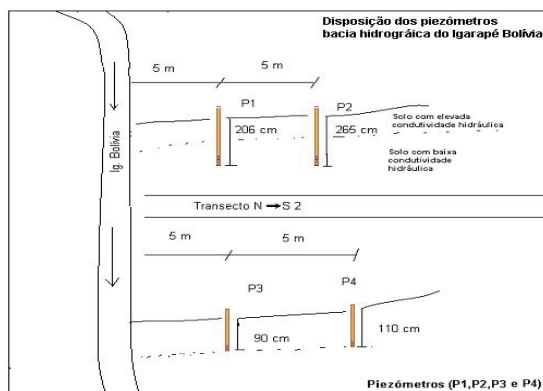 Disposição dos piezômetros
bacia hidrográica do Igarapé Bolívia
5 m
5 m
P1
P2
206 cm
265 cm
Solo com elevada
condutividade hidráulica
Solo com baixa
condutividade
hidráulica
Ig. Bolívia
Transecto N → S 2
5 m
5 m
P3
P4
90 cm
110 cm
Piezômetros (P1,P2,P3 e P4)